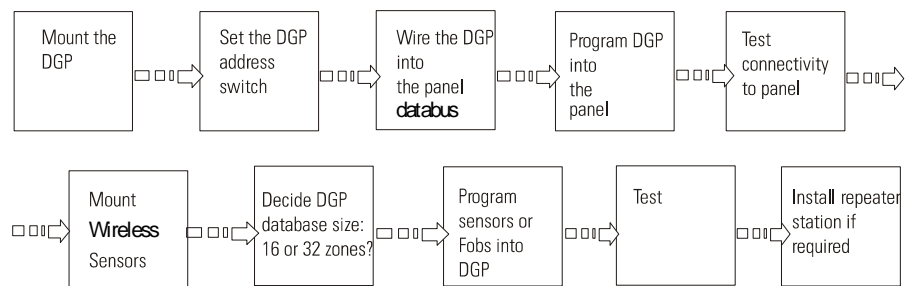 Mount the
DGP
Set the DGP
address
switch
Wire the DGP
into
the panel
databus
Program DGP
into
the
panel
Test
connectivity
to panel
Mount
Wireless
Sensors
Decide DGP
database size:
16 or 32 zones?
Program
sensors or
Fobs into
DGP
Test
Install repeater
station if
required